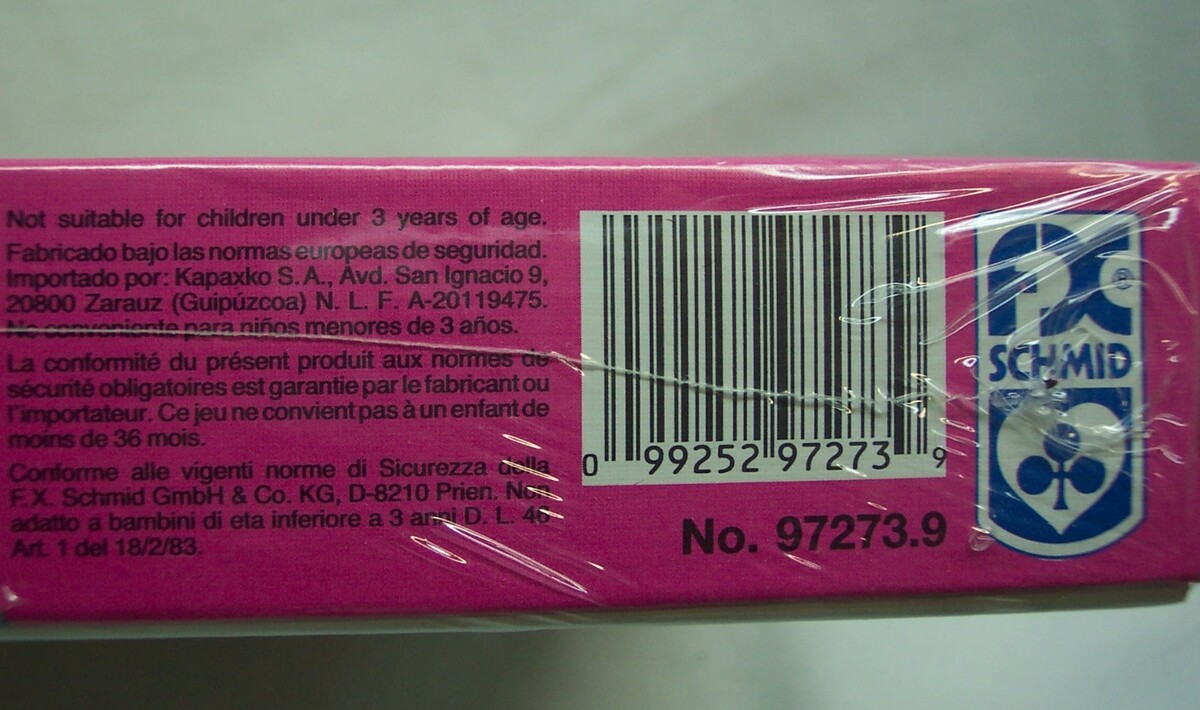 Not suitable for children under 3 years of age.
Fabricado bajo las normas europeas de seguridad.
Importado por: Kapaxko S.A., Avd. San Ignacio 9,
20800 Zarauz (Guipúzcoa) N. I. F. A-20119475.
No conveniente para niños menores de 3 años.
La conformité du présent produit aux normes de
sécurité obligatoires est garantie par le fabricant ou
l'importateur. Ce jeu ne convient pas à un enfant de
moins de 36 mois.
Conforme alle vigenti norme di Sicurezza della
F.X. Schmid GmbH & Co. KG, D-8210 Prien. Non
adatto a bambini di eta inferiore a 3 anni D. L. 46
Art. 1 del 18/2/83.
0 99252 97273 9
No. 97273.9
FX ®
SCHMID